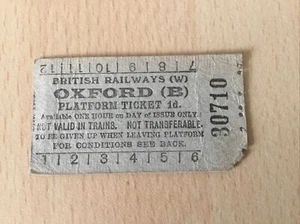 12 11 10 9 8 7
BRITISH RAILWAYS (W)
OXFORD (B)
PLATFORM TICKET 1d.
Available ONE HOUR on DAY of ISSUE ONLY.
NOT VALID IN TRAINS. NOT TRANSFERABLE.
TO BE GIVEN UP WHEN LEAVING PLATFORM
FOR CONDITIONS SEE BACK.
1 2 3 4 5 6
30710